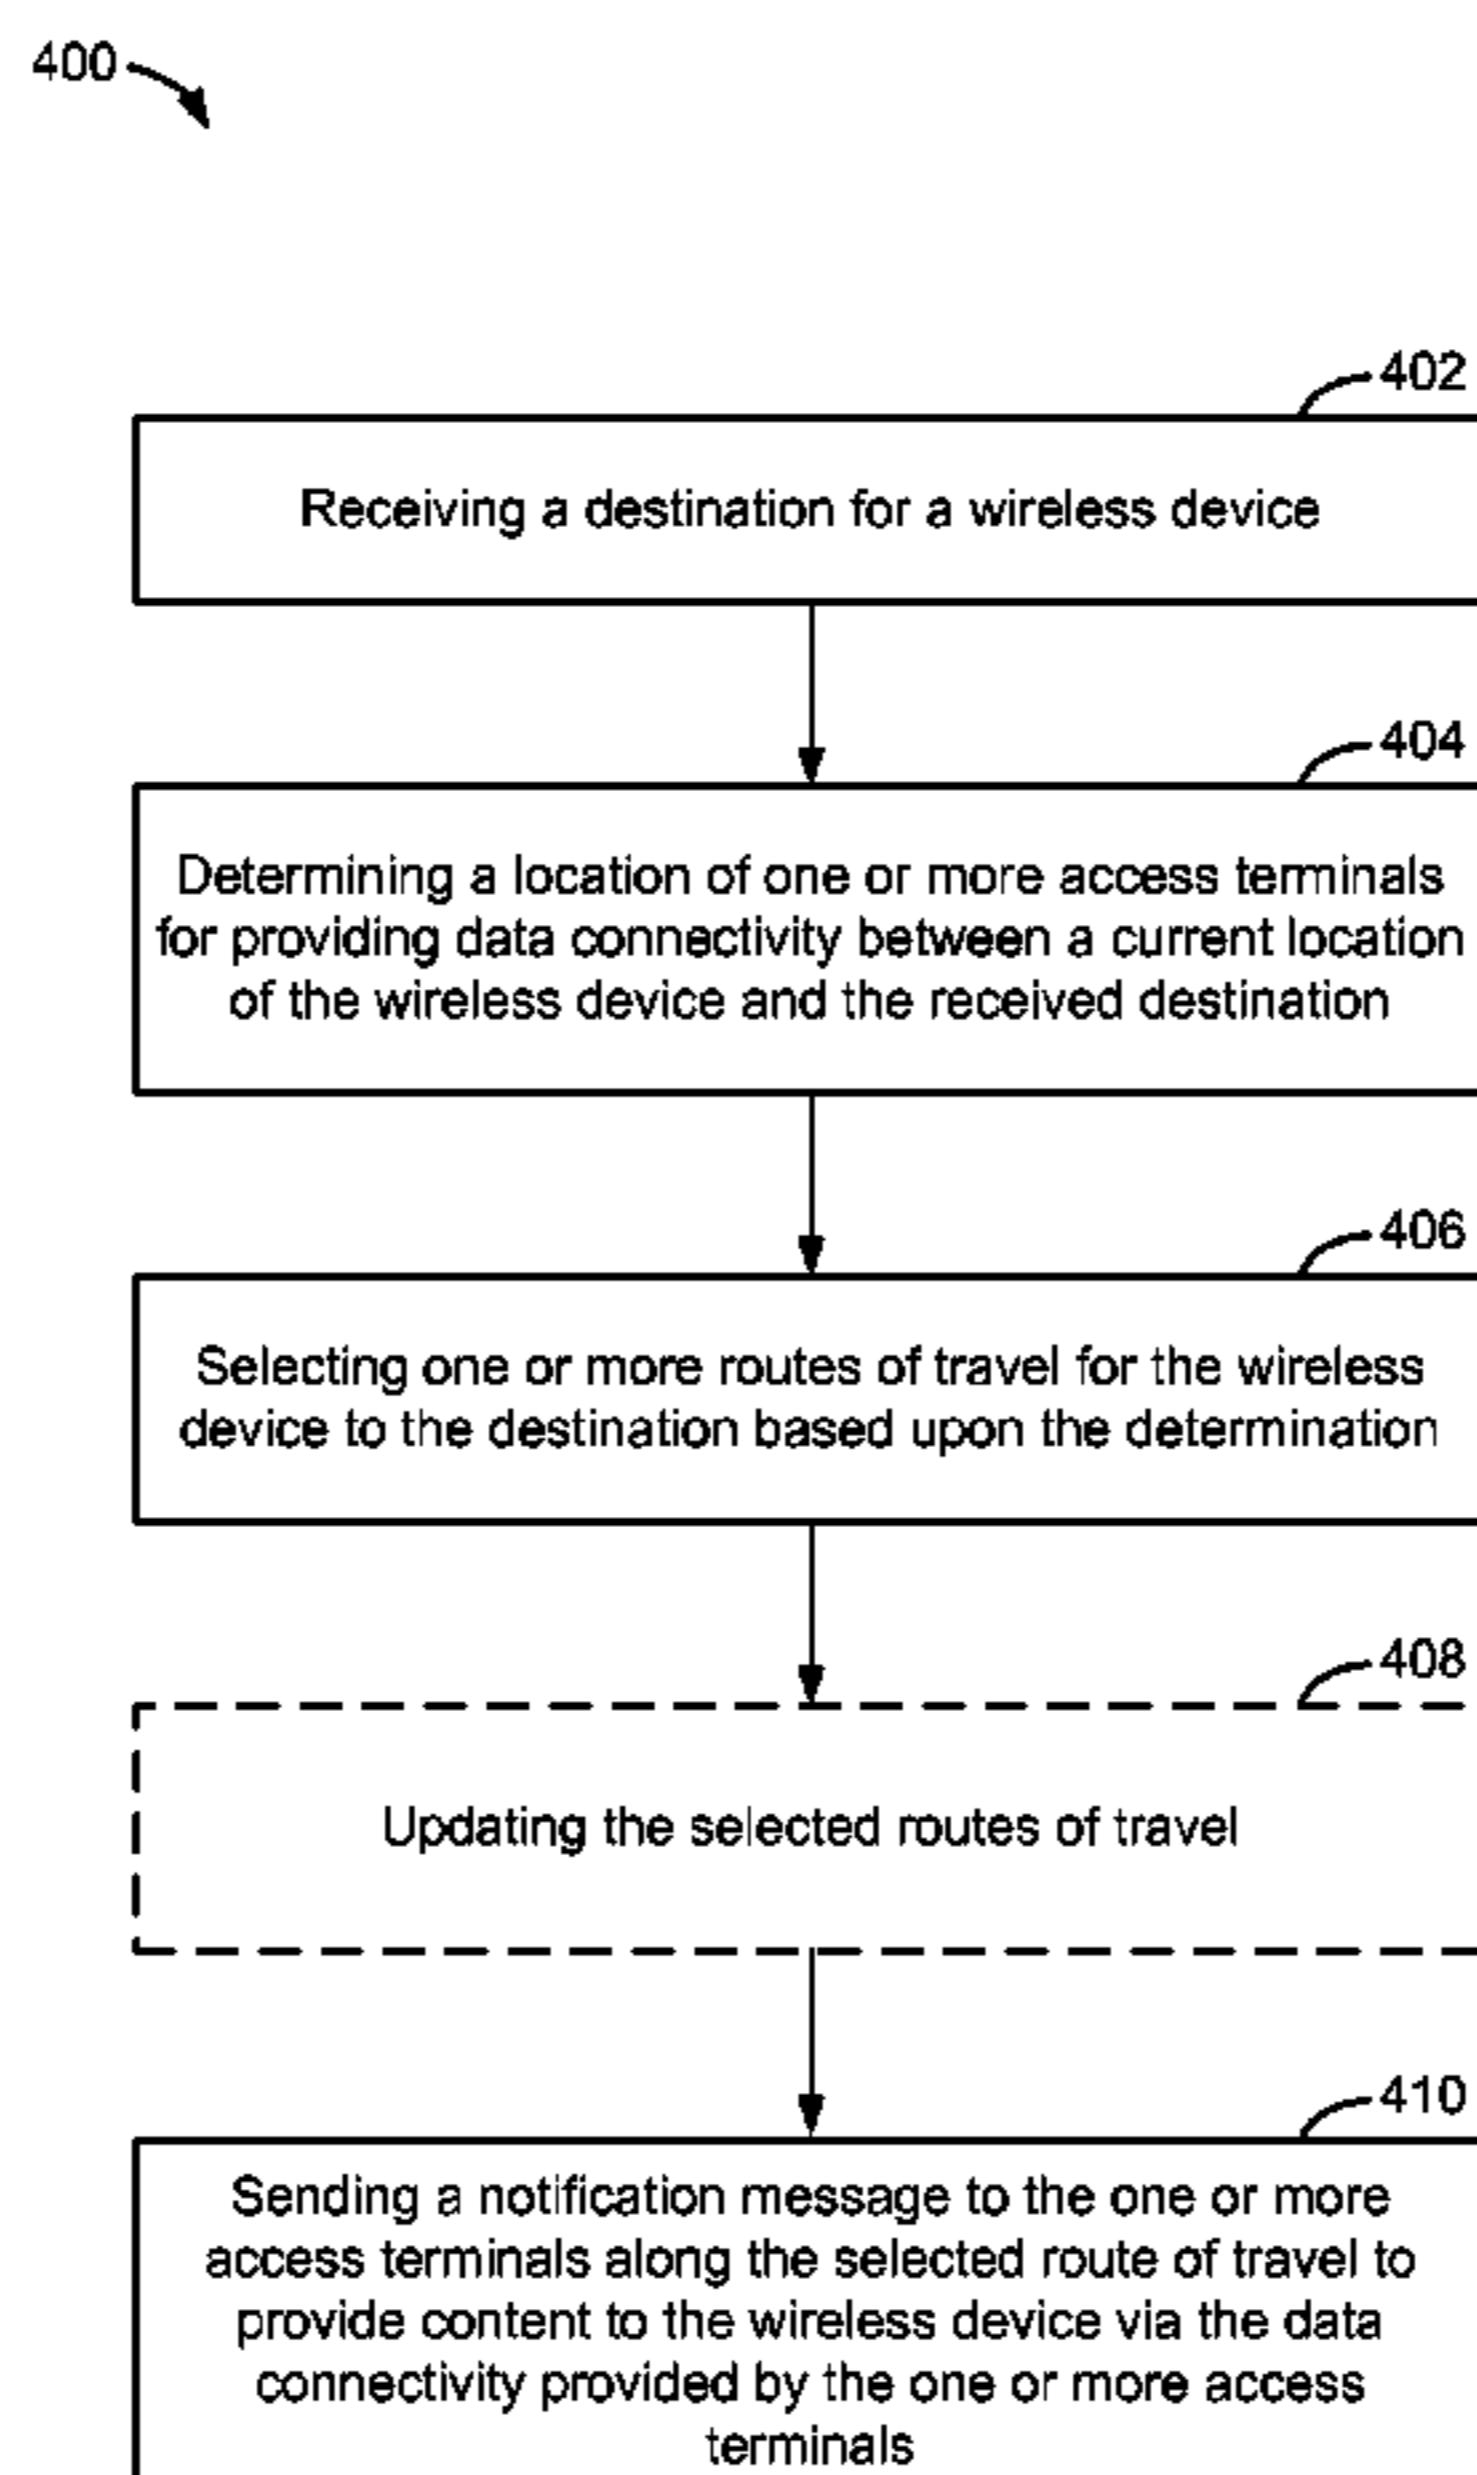 400
402
Receiving a destination for a wireless device
404
Determining a location of one or more access terminals
for providing data connectivity between a current location
of the wireless device and the received destination
406
Selecting one or more routes of travel for the wireless
device to the destination based upon the determination
408
Updating the selected routes of travel
410
Sending a notification message to the one or more
access terminals along the selected route of travel to
provide content to the wireless device via the data
connectivity provided by the one or more access
terminals